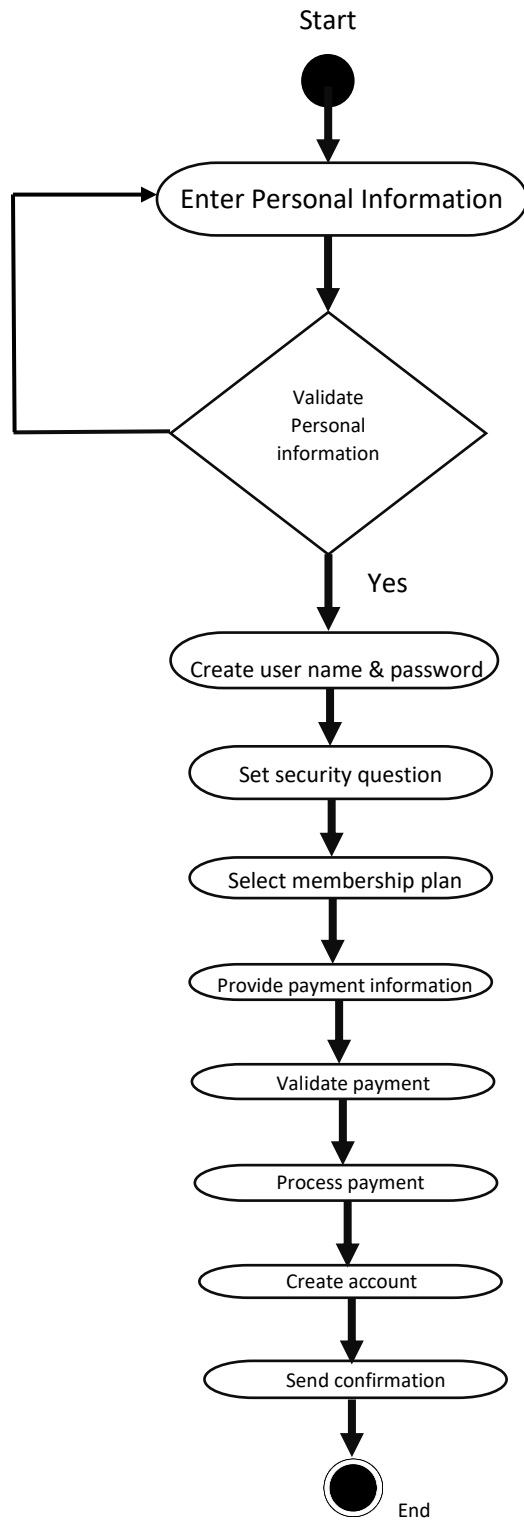 Start
Enter Personal Information
Validate
Personal
information
Yes
Create user name & password
Set security question
Select membership plan
Provide payment information
Validate payment
Process payment
Create account
Send confirmation
End